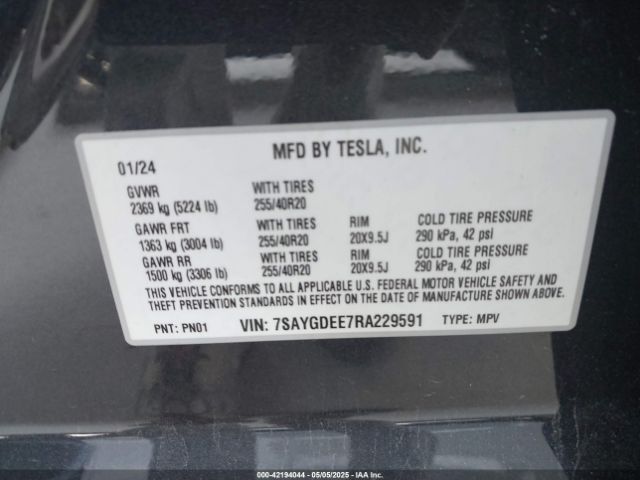 MFD BY TESLA, INC.
01/24
GVWR WITH TIRES
2369 kg (5224 lb) 255/40R20
GAWR FRT WITH TIRES RIM COLD TIRE PRESSURE
1363 kg (3004 lb) 255/40R20 20X9.5J 290 kPa, 42 psi
GAWR RR WITH TIRES RIM COLD TIRE PRESSURE
1500 kg (3306 lb) 255/40R20 20X9.5J 290 kPa, 42 psi
THIS VEHICLE CONFORMS TO ALL APPLICABLE U.S. FEDERAL MOTOR VEHICLE SAFETY AND
THEFT PREVENTION STANDARDS IN EFFECT ON THE DATE OF MANUFACTURE SHOWN ABOVE.
PNT: PN01 VIN: 7SAYGDEE7RA229591 TYPE: MPV
000-42194044 - 05/05/2025 - IAA Inc.